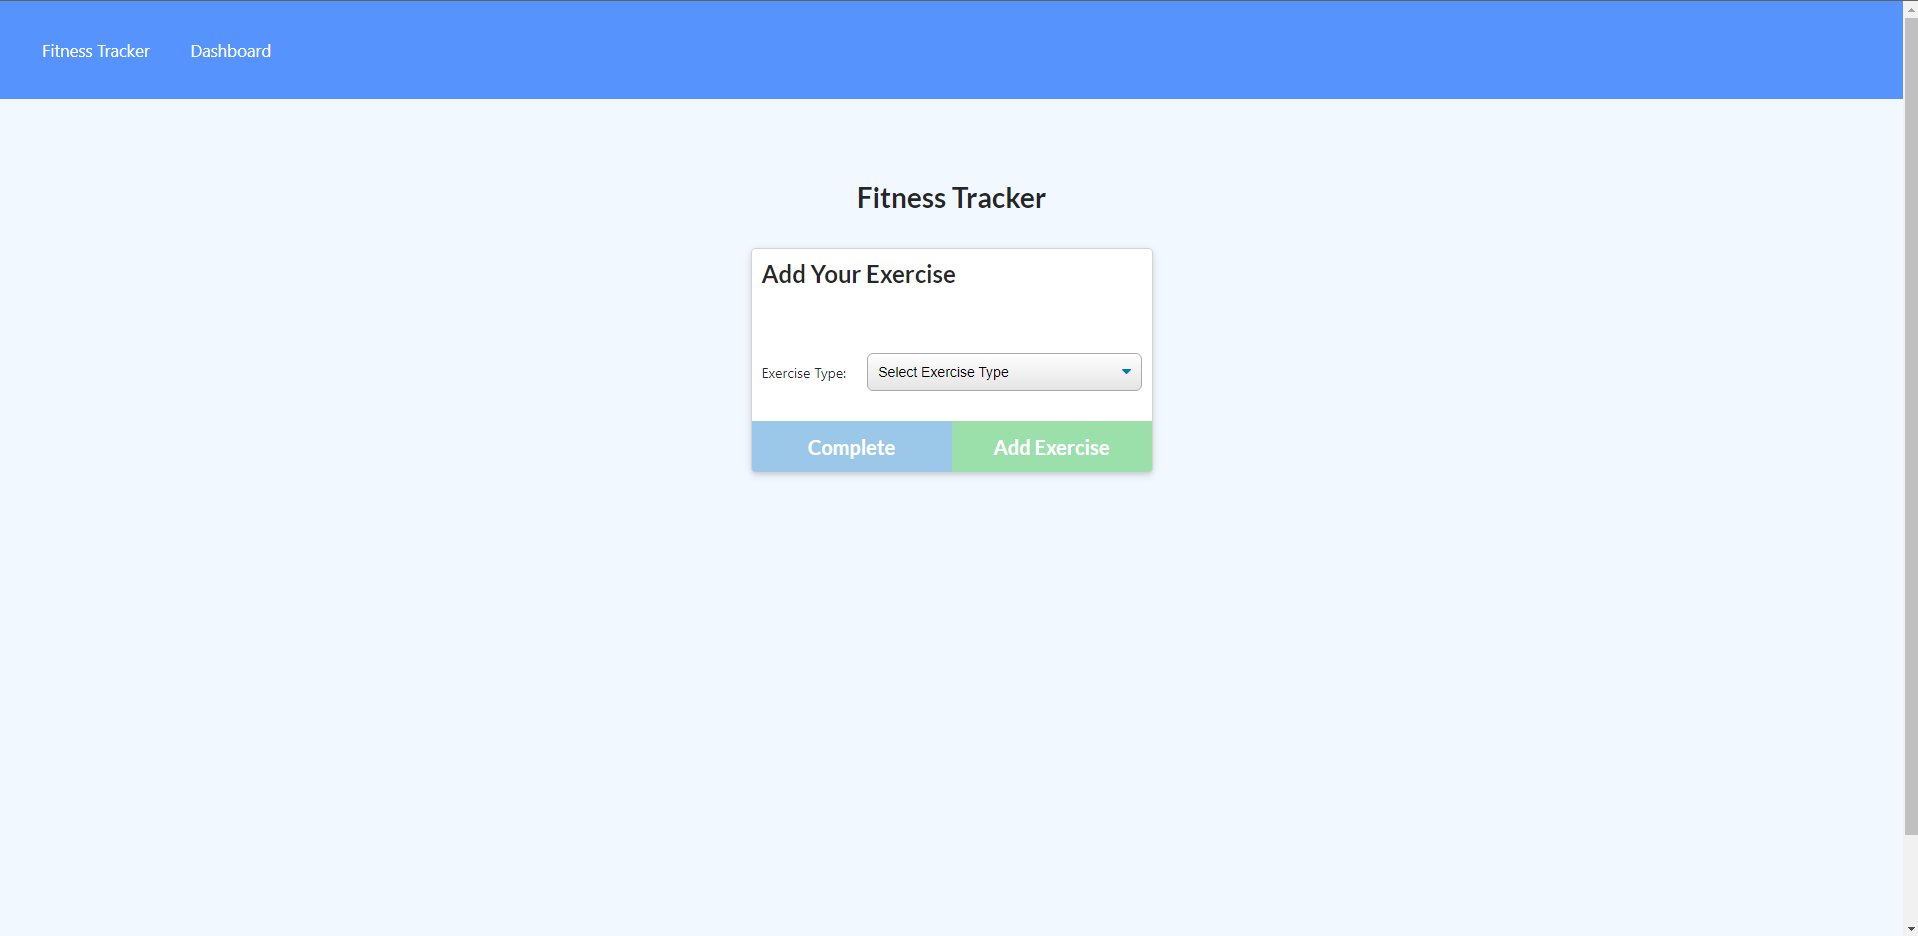 Fitness Tracker Dashboard
Fitness Tracker
Add Your Exercise
Exercise Type: Select Exercise Type
Complete Add Exercise